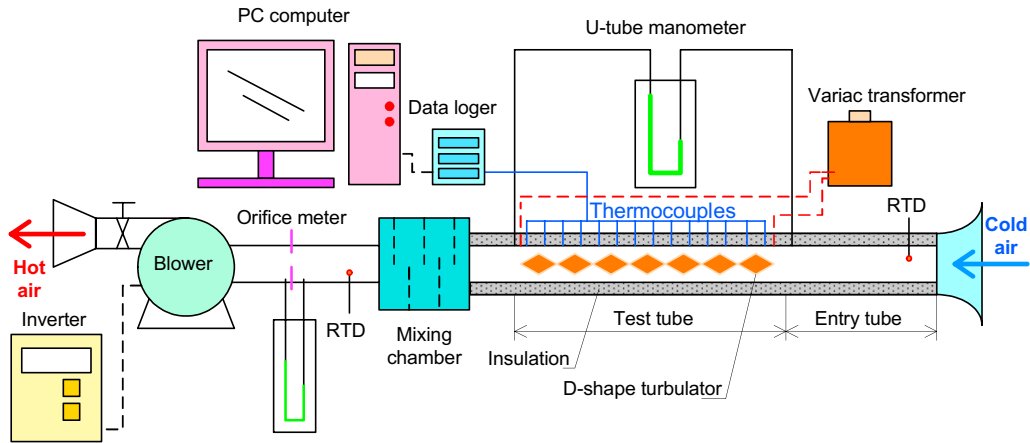 PC computer
U-tube manometer
Data loger
Variac transformer
Orifice meter
Thermocouples
RTD
Cold
air
Hot
air
Blower
Inverter
RTD
Mixing
chamber
Test tube
Entry tube
Insulation
D-shape turbulator